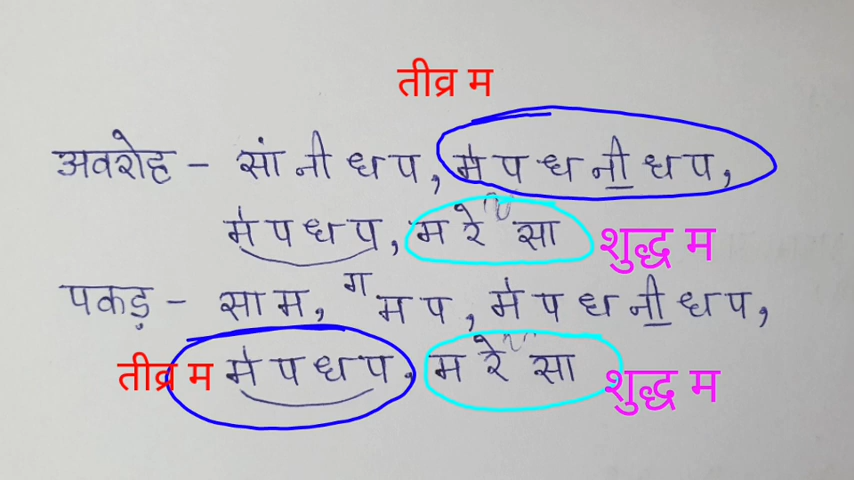 तीव्र म
अवरोह - सां नी ध प, म॑ प ध नी॒ ध प,
म॑ प ध प, म रे सा शुद्ध म
पकड़ - सा म, ग म प, म॑ प ध नी॒ ध प,
तीव्र म म॑ प ध प, म रे सा शुद्ध म